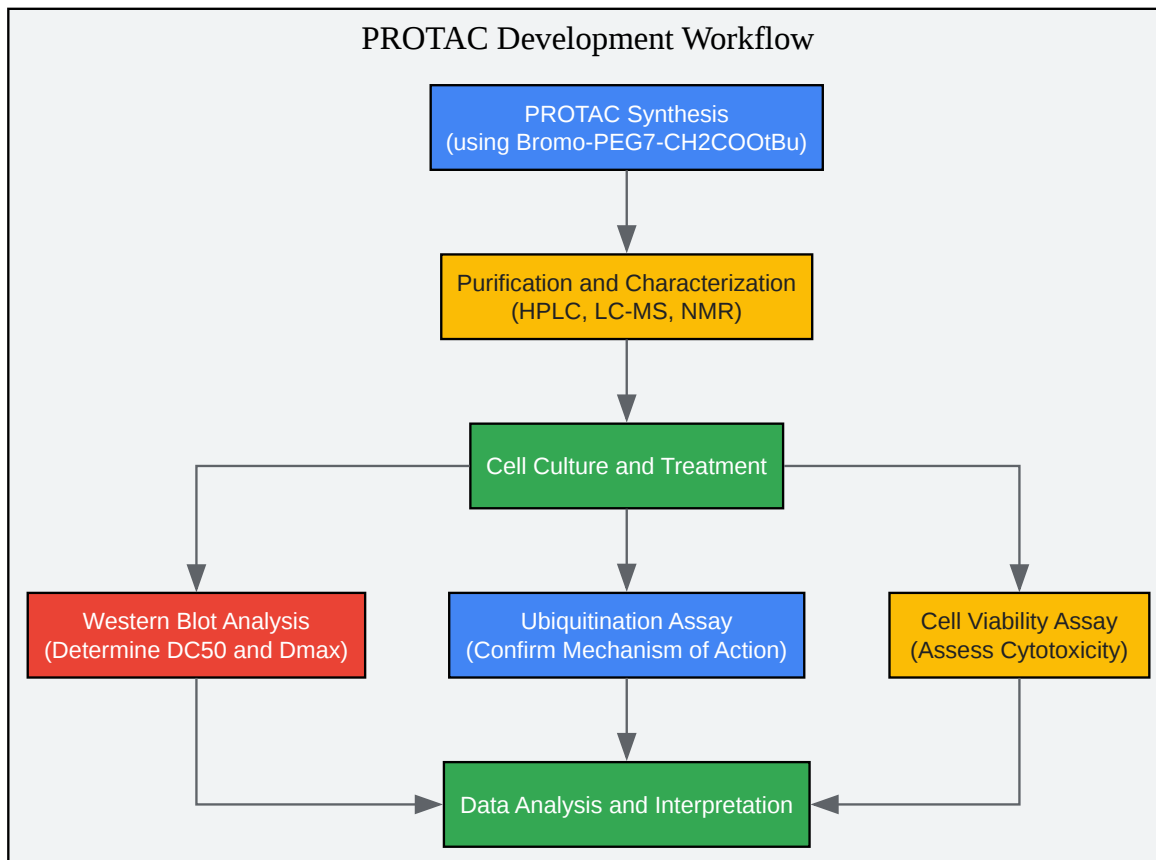 PROTAC Development Workflow
PROTAC Synthesis
(using Bromo-PEG7-CH2COOtBu)
Purification and Characterization
(HPLC, LC-MS, NMR)
Cell Culture and Treatment
Western Blot Analysis
(Determine DC50 and Dmax)
Ubiquitination Assay
(Confirm Mechanism of Action)
Cell Viability Assay
(Assess Cytotoxicity)
Data Analysis and Interpretation